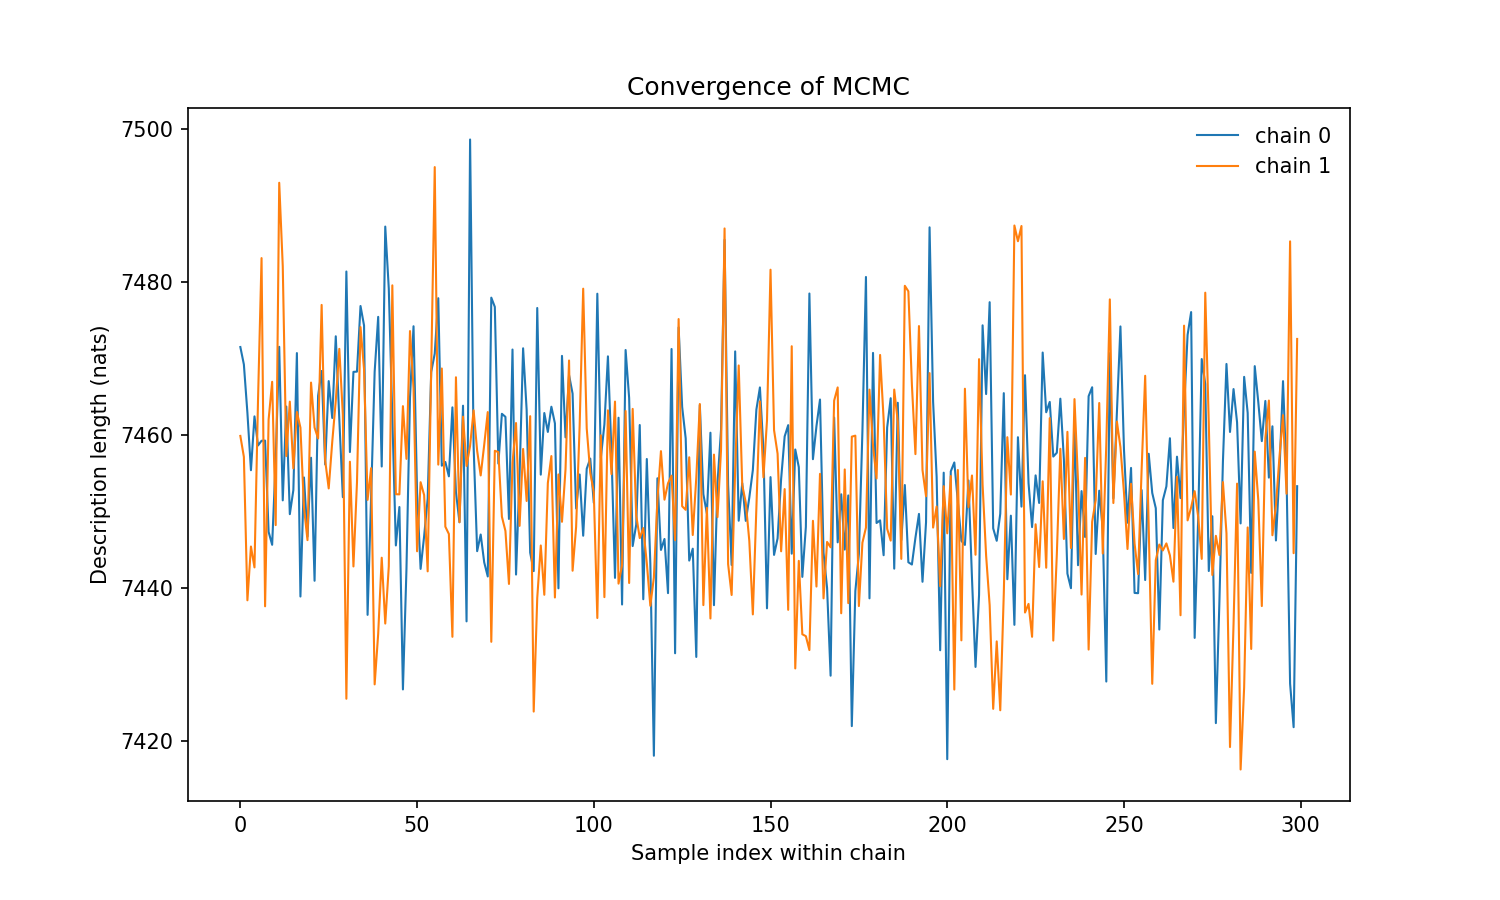 Convergence of MCMC
chain 0
chain 1
Description length (nats)
7500
7480
7460
7440
7420
0 50 100 150 200 250 300
Sample index within chain